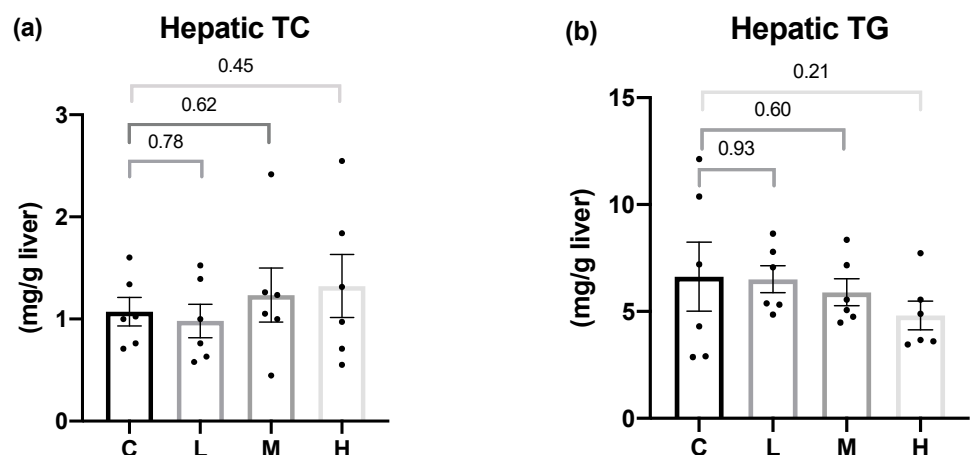 (a)
Hepatic TC
0.45
0.62
0.78
3
2
1
0
(mg/g liver)
C L M H
(b)
Hepatic TG
0.21
0.60
0.93
15
10
5
0
(mg/g liver)
C L M H